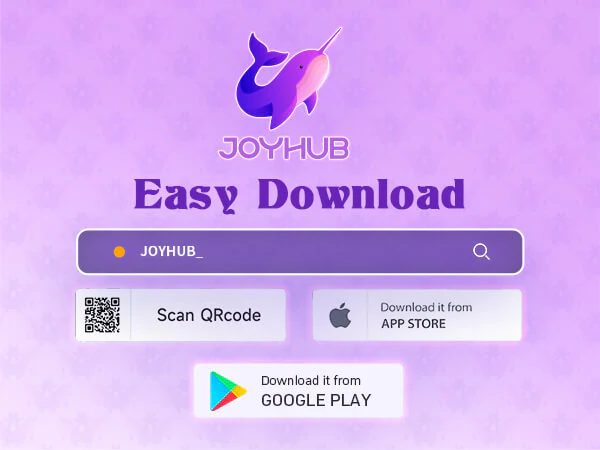 JOYHUB
Easy Download
JOYHUB_
Scan QRcode
Download it from
APP STORE
Download it from
GOOGLE PLAY